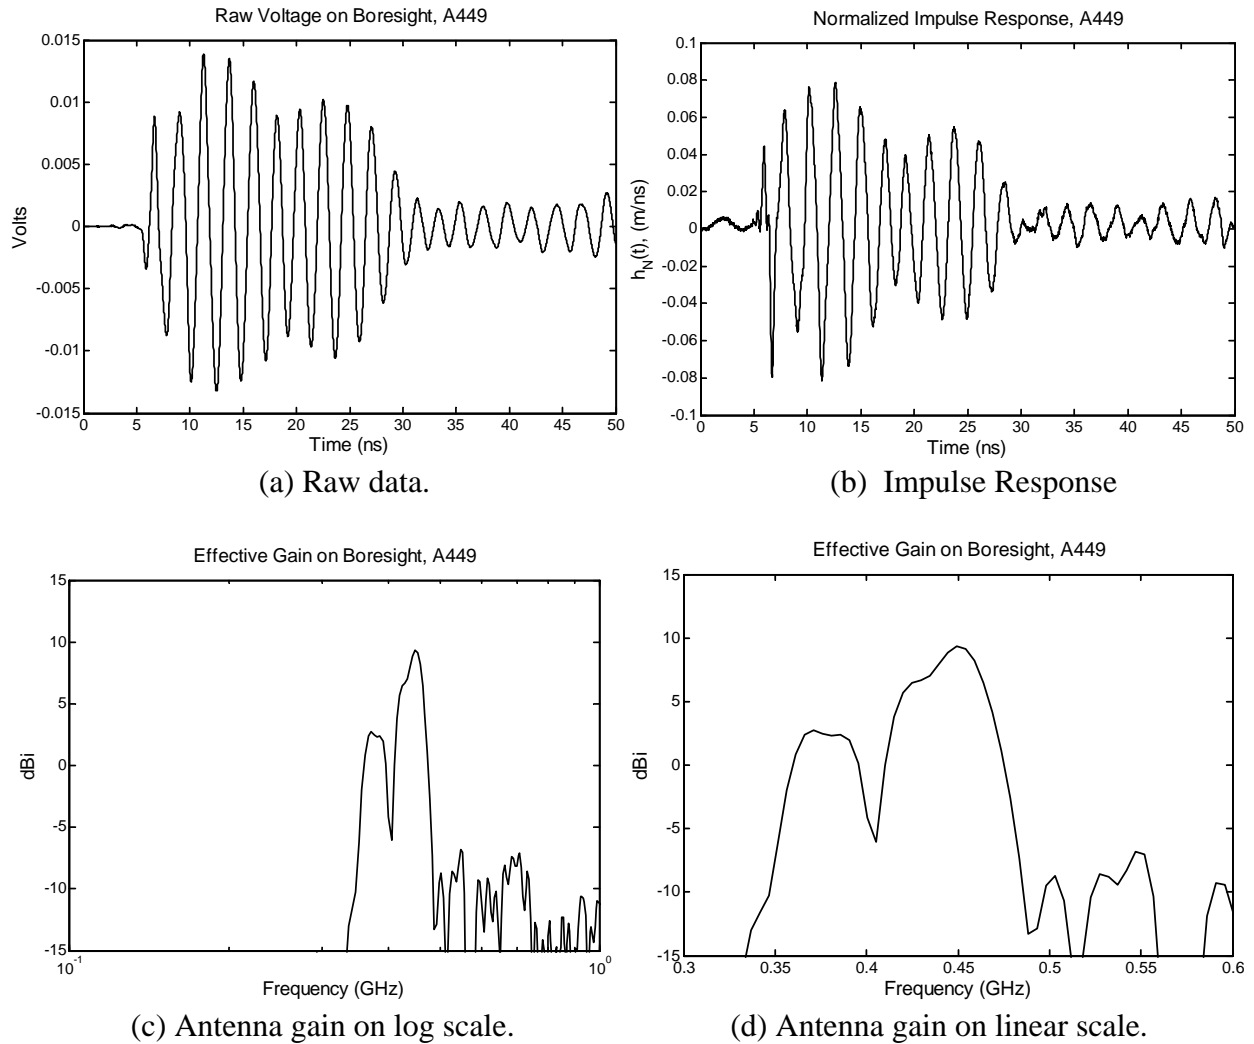 Raw Voltage on Boresight, A449
0.015
0.01
0.005
0
-0.005
-0.01
-0.015
Volts
0 5 10 15 20 25 30 35 40 45 50
Time (ns)
(a) Raw data.
Normalized Impulse Response, A449
0.1
0.08
0.06
0.04
0.02
0
-0.02
-0.04
-0.06
-0.08
-0.1
h_N(t), (m/ns)
0 5 10 15 20 25 30 35 40 45 50
Time (ns)
(b) Impulse Response
Effective Gain on Boresight, A449
15
10
5
0
-5
-10
-15
dBi
10^-1 10^0
Frequency (GHz)
(c) Antenna gain on log scale.
Effective Gain on Boresight, A449
15
10
5
0
-5
-10
-15
dBi
0.3 0.35 0.4 0.45 0.5 0.55 0.6
Frequency (GHz)
(d) Antenna gain on linear scale.